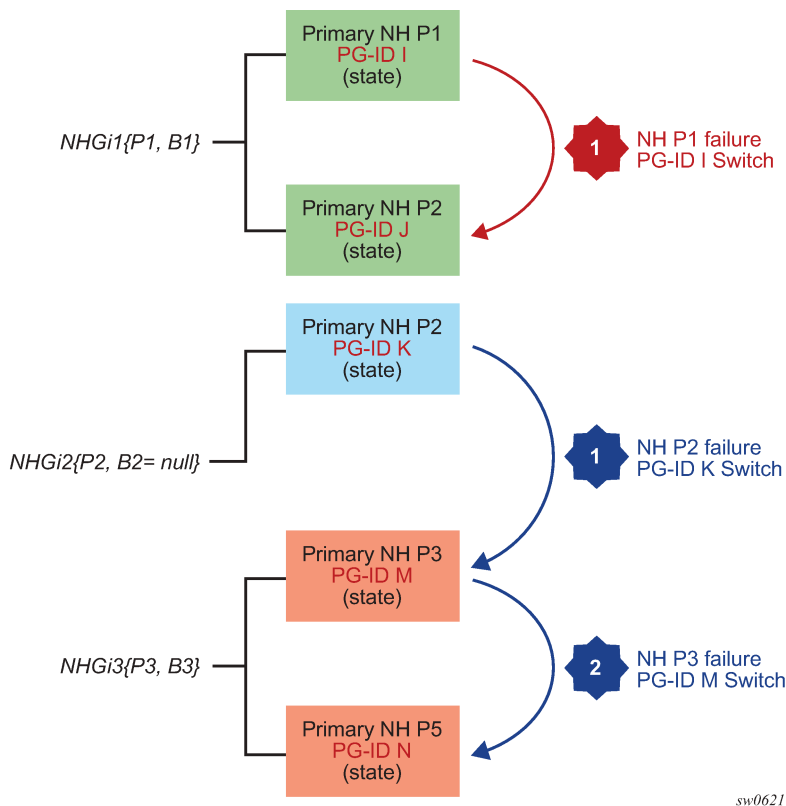 Primary NH P1
PG-ID I
(state)
NHGi1{P1, B1}
1
NH P1 failure
PG-ID I Switch
Primary NH P2
PG-ID J
(state)
Primary NH P2
PG-ID K
(state)
NHGi2{P2, B2= null}
1
NH P2 failure
PG-ID K Switch
Primary NH P3
PG-ID M
(state)
NHGi3{P3, B3}
2
NH P3 failure
PG-ID M Switch
Primary NH P5
PG-ID N
(state)
sw0621